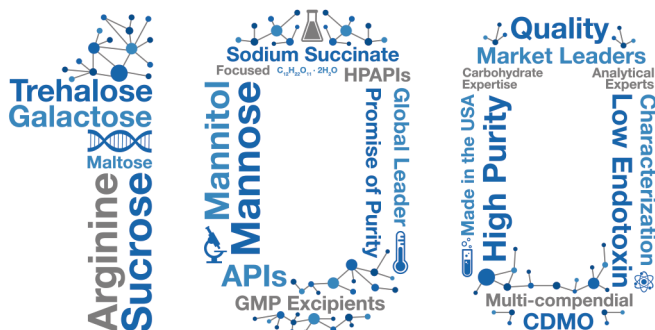 Trehalose
Galactose
Maltose
Arginine
Sucrose
Sodium Succinate
Focused
C₁₂H₂₂O₁₁ · 2H₂O
HPAPIs
Mannitol
Mannose
Promise of Purity
Global Leader
APIs
GMP Excipients
Quality
Market Leaders
Carbohydrate
Expertise
Analytical
Experts
Made in the USA
High Purity
Low Endotoxin
Characterization
Multi-compendial
CDMO